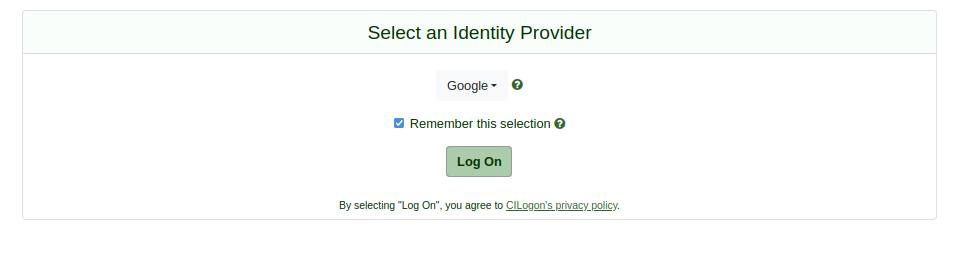 Select an Identity Provider
Google
Remember this selection
Log On
By selecting "Log On", you agree to CILogon's privacy policy.